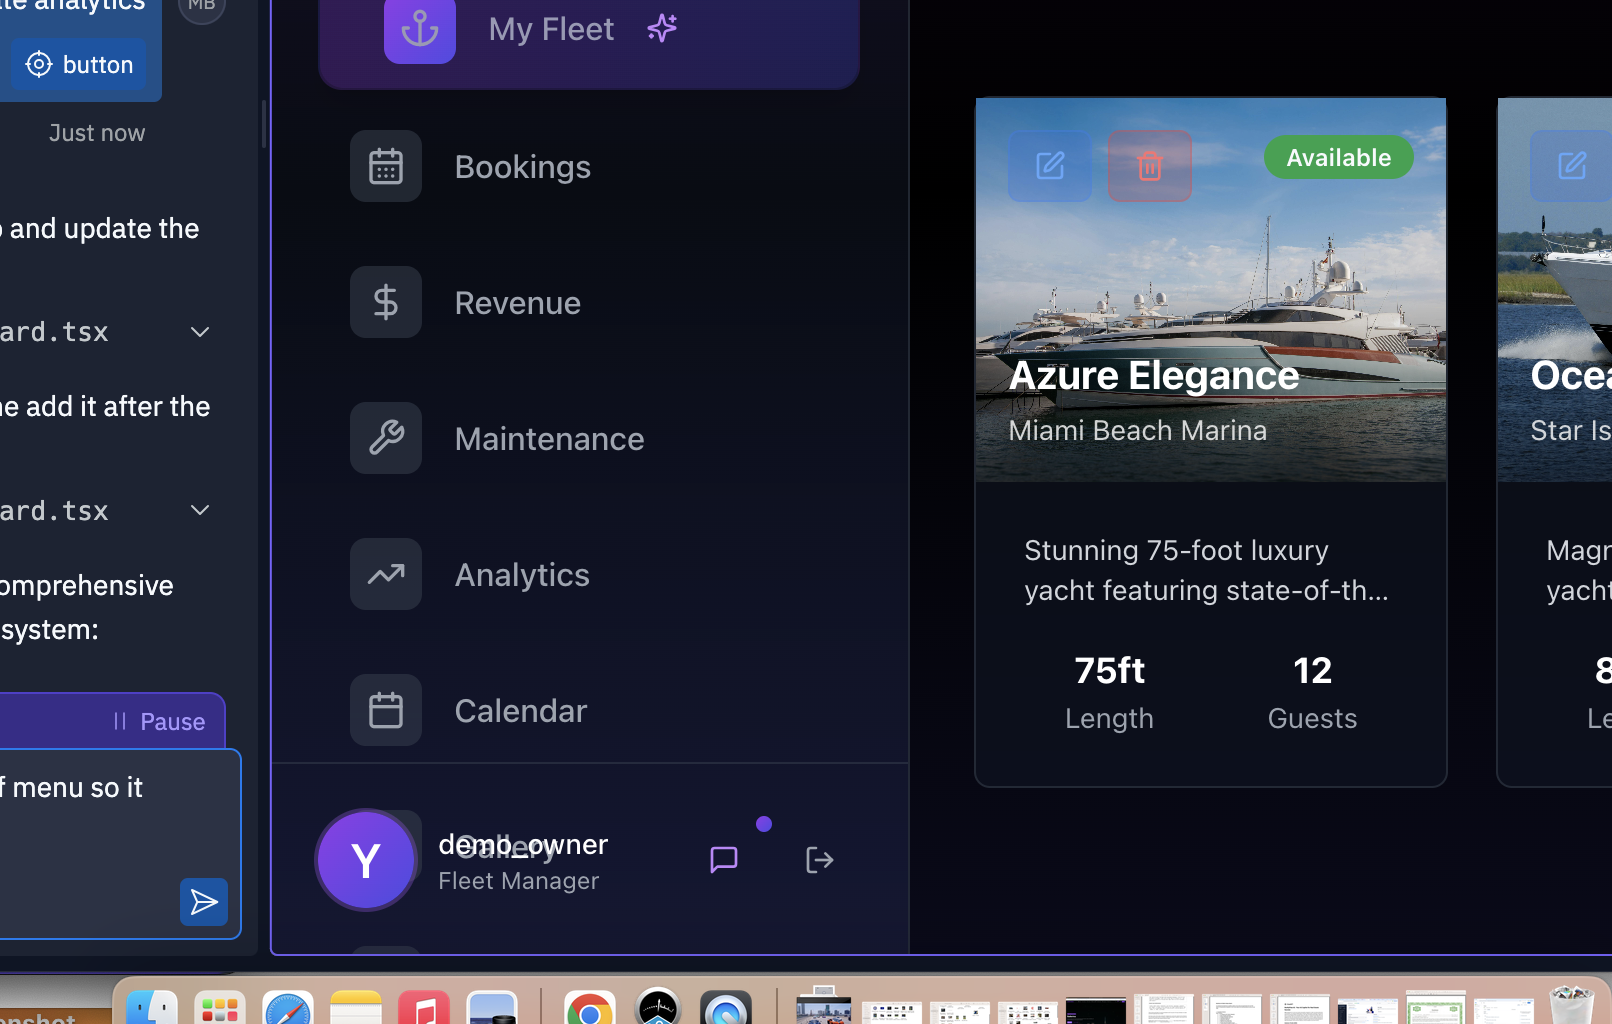 analytics
MB
button
Just now
and update the
ard.tsx
add it after the
ard.tsx
omprehensive
system:
Pause
menu so it
My Fleet
Bookings
Revenue
Maintenance
Analytics
Calendar
Gallery
Y
demo_owner
Fleet Manager
Available
Azure Elegance
Miami Beach Marina
Stunning 75-foot luxury
yacht featuring state-of-th...
75ft
12
Length
Guests
Ocea
Star Is
Magn
yacht
8
Le
enshot